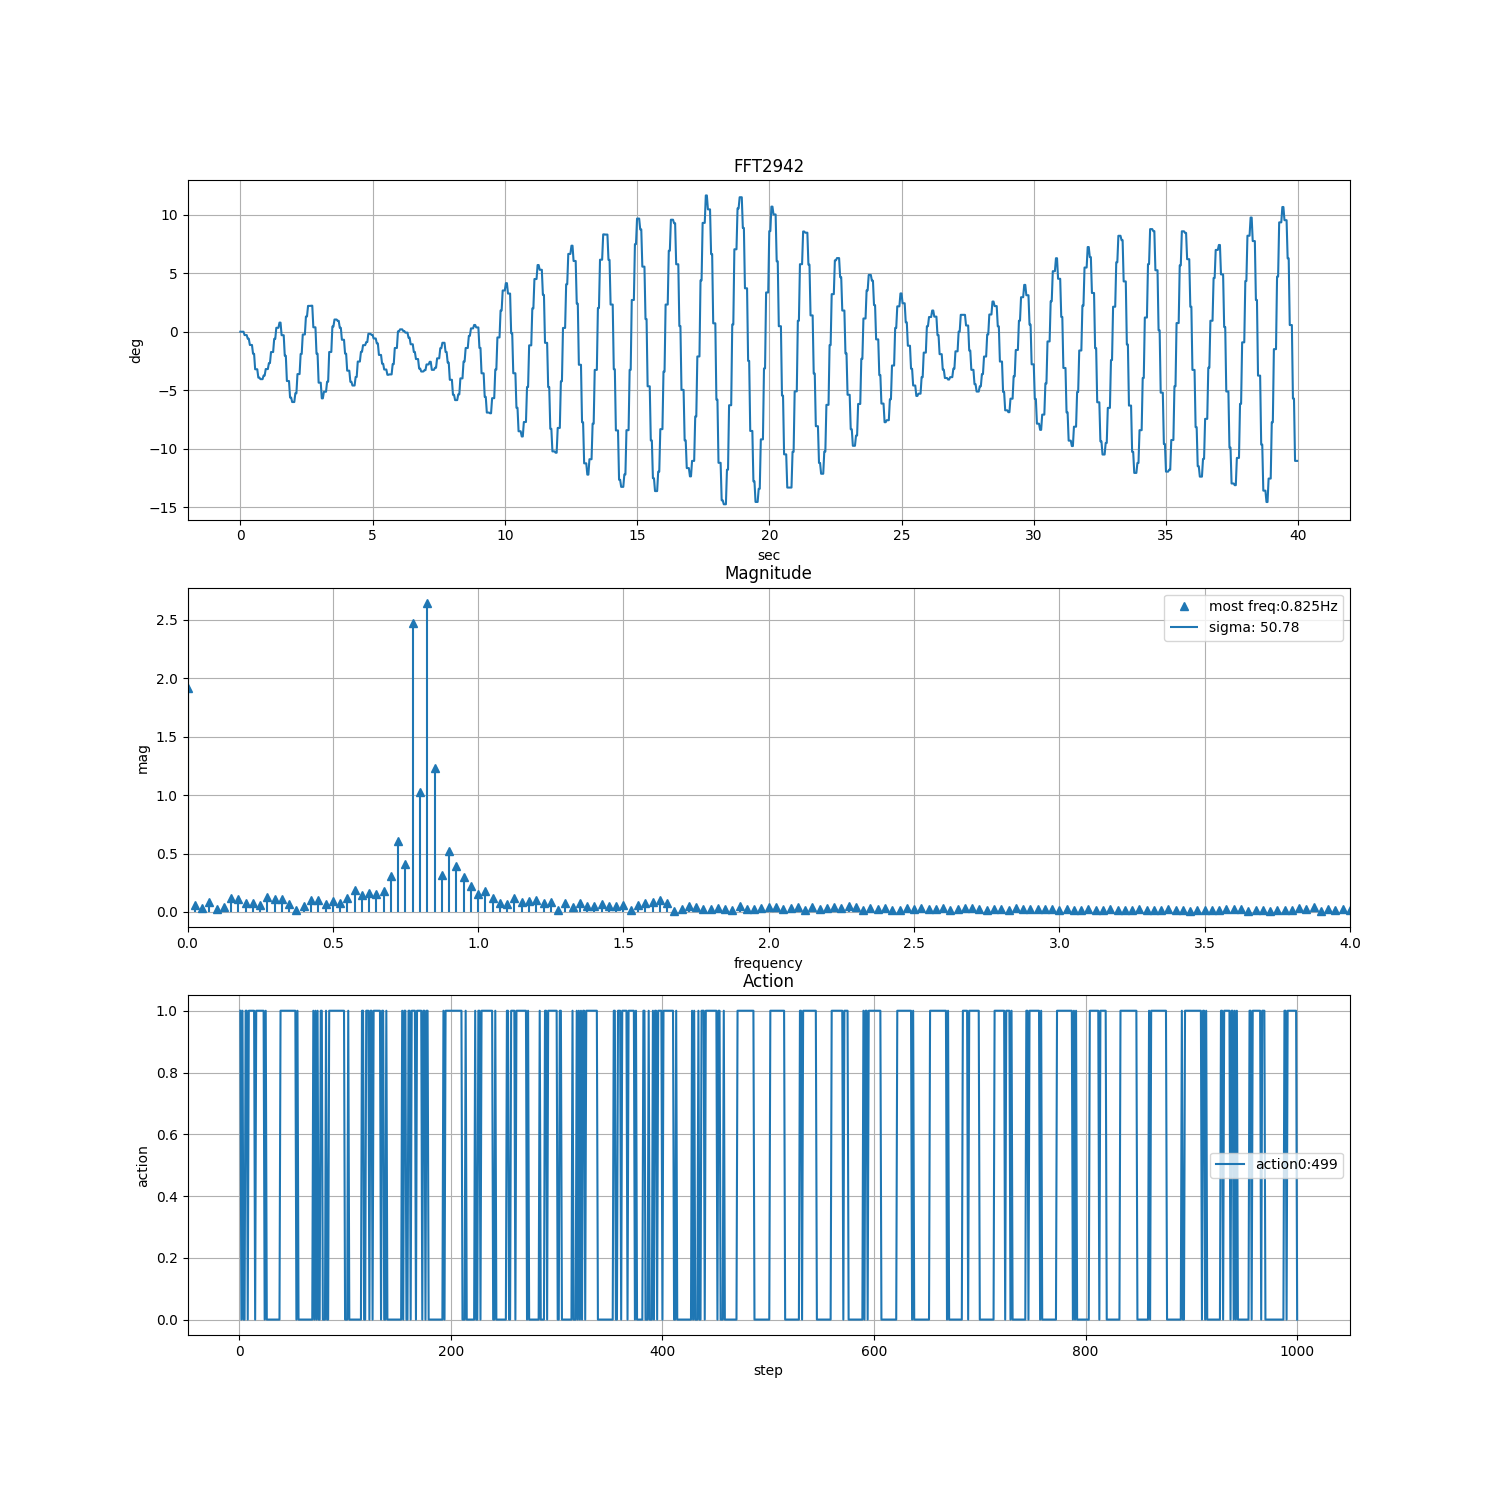 FFT2942
10
5
0
−5
−10
−15
deg
0 5 10 15 20 25 30 35 40
sec
Magnitude
most freq:0.825Hz
sigma: 50.78
2.5
2.0
1.5
1.0
0.5
0.0
mag
0.0 0.5 1.0 1.5 2.0 2.5 3.0 3.5 4.0
frequency
Action
1.0
0.8
0.6
0.4
0.2
0.0
action
action0:499
0 200 400 600 800 1000
step